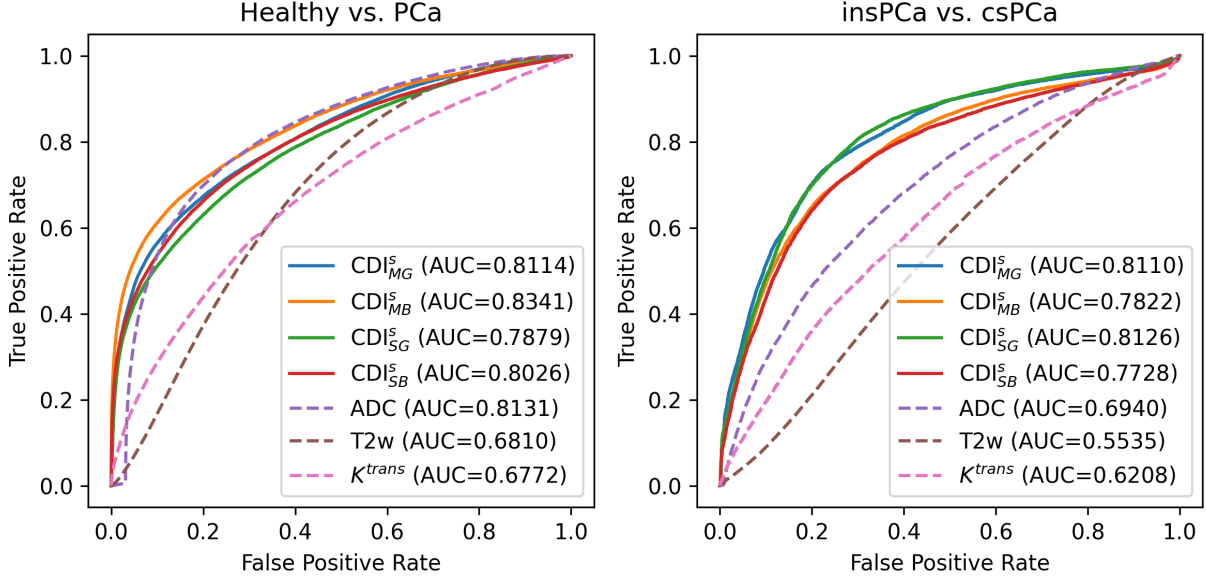 Healthy vs. PCa
True Positive Rate
1.0
0.8
0.6
0.4
0.2
0.0
CDI^s_MG (AUC=0.8114)
CDI^s_MB (AUC=0.8341)
CDI^s_SG (AUC=0.7879)
CDI^s_SB (AUC=0.8026)
ADC (AUC=0.8131)
T2w (AUC=0.6810)
K^trans (AUC=0.6772)
0.0 0.2 0.4 0.6 0.8 1.0
False Positive Rate
insPCa vs. csPCa
True Positive Rate
1.0
0.8
0.6
0.4
0.2
0.0
CDI^s_MG (AUC=0.8110)
CDI^s_MB (AUC=0.7822)
CDI^s_SG (AUC=0.8126)
CDI^s_SB (AUC=0.7728)
ADC (AUC=0.6940)
T2w (AUC=0.5535)
K^trans (AUC=0.6208)
0.0 0.2 0.4 0.6 0.8 1.0
False Positive Rate